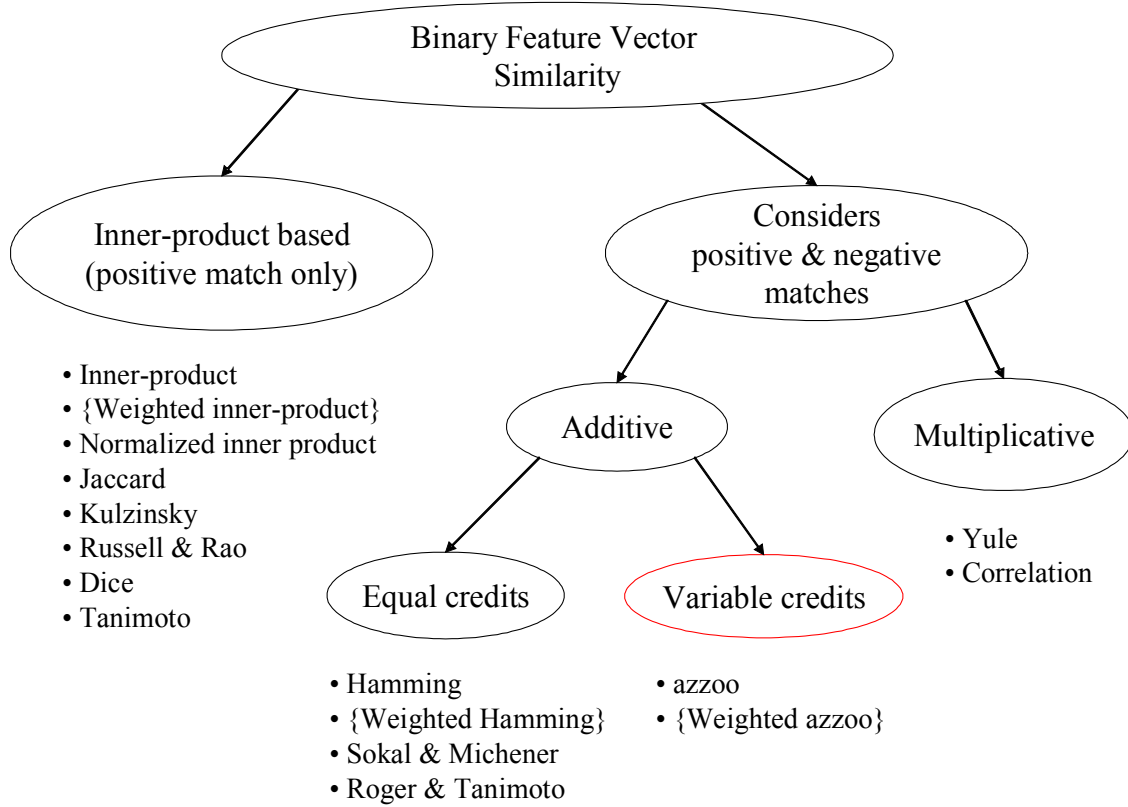 Binary Feature Vector
Similarity
Inner-product based
(positive match only)
Considers
positive & negative
matches
• Inner-product
• {Weighted inner-product}
• Normalized inner product
• Jaccard
• Kulzinsky
• Russell & Rao
• Dice
• Tanimoto
Additive
Multiplicative
• Yule
• Correlation
Equal credits
Variable credits
• Hamming
• {Weighted Hamming}
• Sokal & Michener
• Roger & Tanimoto
• azzoo
• {Weighted azzoo}